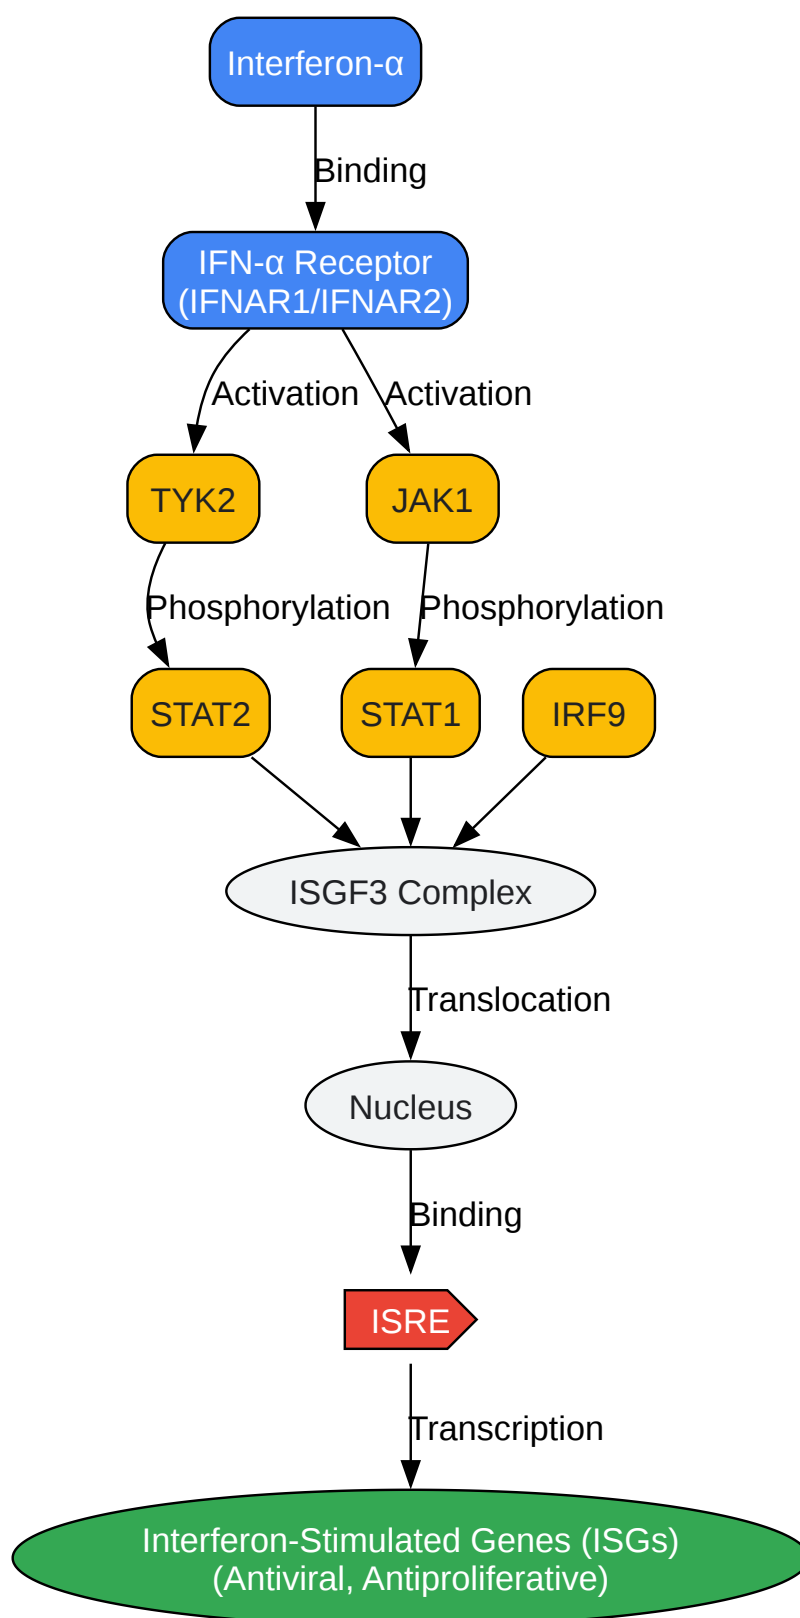 Interferon-α
Binding
IFN-α Receptor
(IFNAR1/IFNAR2)
Activation
Activation
TYK2
JAK1
Phosphorylation
Phosphorylation
STAT2
STAT1
IRF9
ISGF3 Complex
Translocation
Nucleus
Binding
ISRE
Transcription
Interferon-Stimulated Genes (ISGs)
(Antiviral, Antiproliferative)